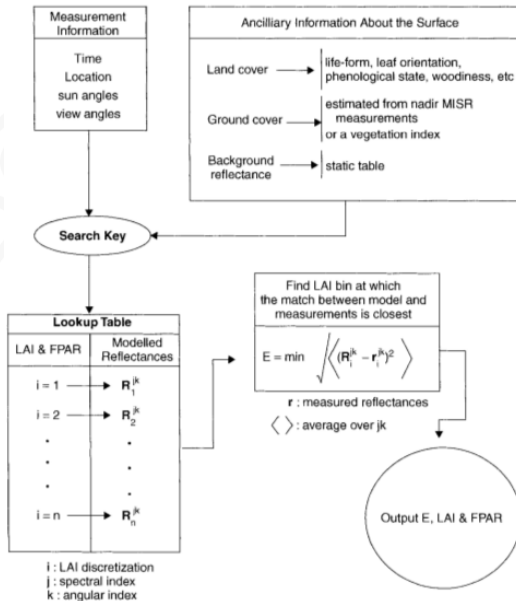 Measurement
Information
Time
Location
sun angles
view angles
Ancilliary Information About the Surface
Land cover
life-form, leaf orientation,
phenological state, woodiness, etc
Ground cover
estimated from nadir MISR
measurements
or a vegetation index
Background
reflectance
static table
Search Key
Lookup Table
LAI & FPAR
Modelled
Reflectances
i = 1
R₁ʲᵏ
i = 2
R₂ʲᵏ
i = n
Rₙʲᵏ
i : LAI discretization
j : spectral index
k : angular index
Find LAI bin at which
the match between model and
measurements is closest
E = min √⟨(Rᵢʲᵏ – rᵢʲᵏ)²⟩
r : measured reflectances
⟨ ⟩ : average over jk
Output E, LAI & FPAR